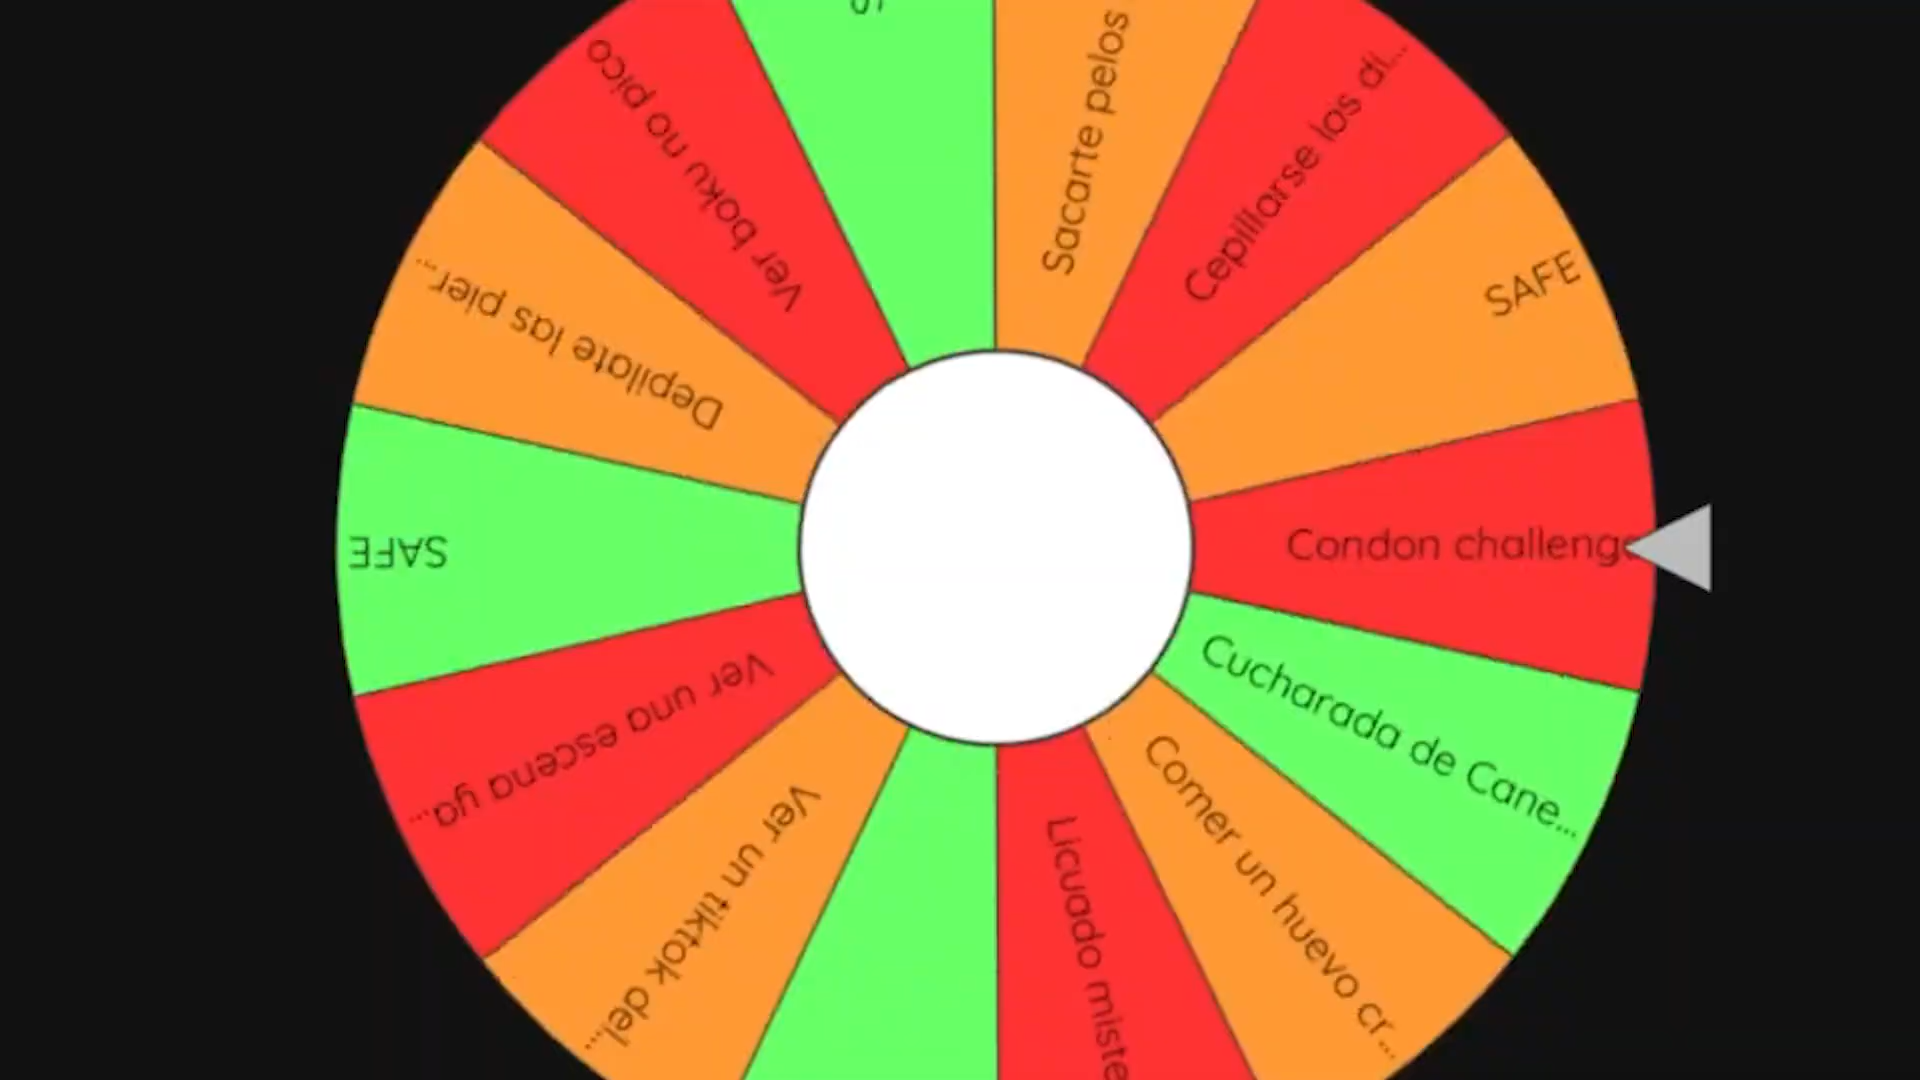 Sacarte pelos
Cepillarse los di...
SAFE
Condon challenge
Cucharada de Cane...
Comer un huevo cr...
Licuado miste
Ver un tiktok del...
Ver una escena ya...
SAFE
Depilate las pier...
Ver boku no pico